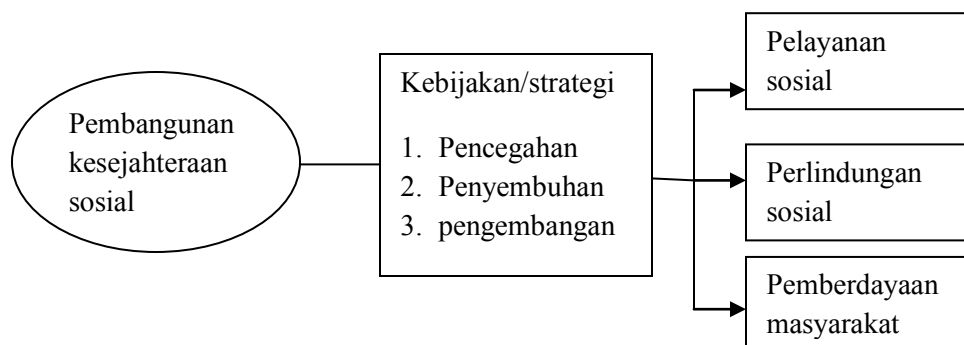 Pembangunan
kesejahteraan
sosial
Kebijakan/strategi
1. Pencegahan
2. Penyembuhan
3. pengembangan
Pelayanan
sosial
Perlindungan
sosial
Pemberdayaan
masyarakat